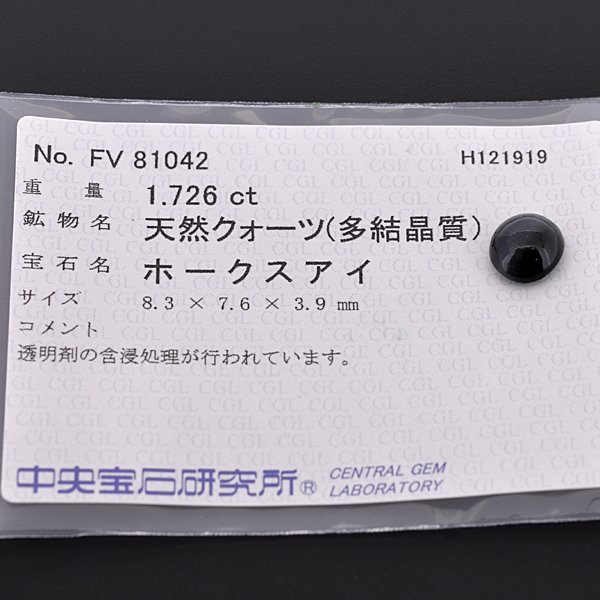 No. FV 81042 H121919
重量 1.726 ct
鉱物名 天然クォーツ(多結晶質)
宝石名 ホークスアイ
サイズ 8.3 × 7.6 × 3.9 mm
コメント
透明剤の含浸処理が行われています。
中央宝石研究所® CENTRAL GEM LABORATORY